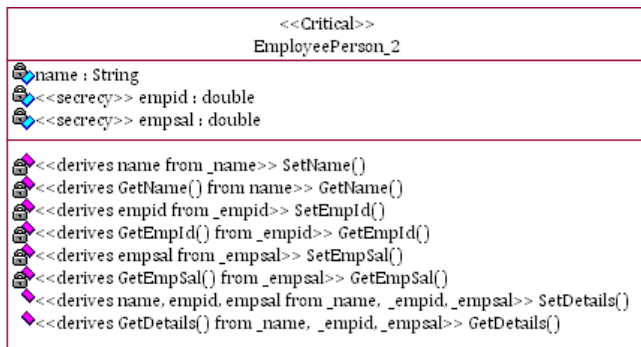 <<Critical>>
EmployeePerson_2
name : String
<<secrecy>> empid : double
<<secrecy>> empsal : double
<<derives name from _name>> SetName()
<<derives GetName() from name>> GetName()
<<derives empid from _empid>> SetEmpId()
<<derives GetEmpId() from _empid>> GetEmpId()
<<derives empsal from _empsal>> SetEmpSal()
<<derives GetEmpSal() from _empsal>> GetEmpSal()
<<derives name, empid, empsal from _name, _empid,_empsal>> SetDetails()
<<derives GetDetails() from _name, _empid,_empsal>> GetDetails()